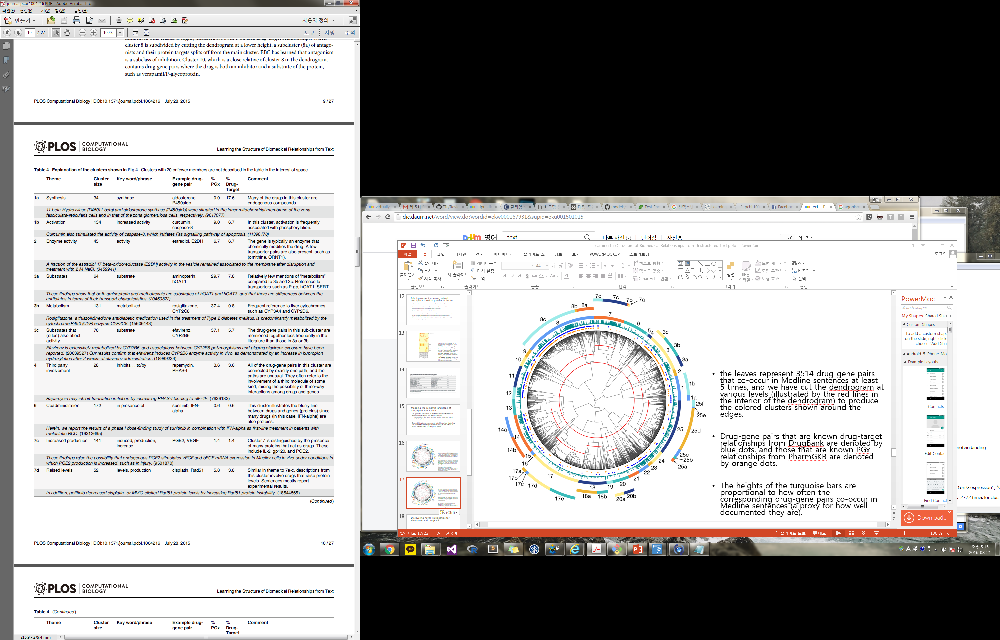 journal.pcbi.1004216.PDF - Adobe Acrobat Pro
파일(F) 편집(E) 보기(V) 창(W) 도움말(H)
만들기
사용자 정의
10 / 27
109%
도구 서명 주석
cluster 8 is subdivided by cutting the dendrogram at a lower height, a subcluster (8a) of antago-
nists and their protein targets splits off from the main cluster. EBC has learned that antagonism
is a subclass of inhibition. Cluster 10, which is a close relative of cluster 8 in the dendrogram,
contains drug-gene pairs where the drug is both an inhibitor and a substrate of the protein,
such as verapamil/P-glycoprotein.
PLOS Computational Biology | DOI:10.1371/journal.pcbi.1004216 July 28, 2015
9 / 27
PLOS COMPUTATIONAL BIOLOGY
Learning the Structure of Biomedical Relationships from Text
Table 4. Explanation of the clusters shown in Fig 4. Clusters with 20 or fewer members are not described in the table in the interest of space.
Theme Cluster size Key word/phrase Example drug-gene pair % PGx % Drug-Target Comment
1a Synthesis 34 synthase aldosterone, P450aldo 0.0 17.6 Many of the drugs in this cluster are endogenous compounds.
11 beta-Hydroxylase (P45011 beta) and aldosterone synthase (P450aldo) were situated in the inner mitochondrial membrane of the zona
fasciculata-reticularis cells and in that of the zona glomerulosa cells, respectively. (9617077)
1b Activation 134 increased activity curcumin, caspase-8 9.0 6.7 In this cluster, activation is frequently associated with phosphorylation.
Curcumin also stimulated the activity of caspase-8, which initiates Fas signalling pathway of apoptosis. (11396178)
2 Enzyme activity 45 activity estradiol, E2DH 6.7 6.7 The gene is typically an enzyme that chemically modifies the drug. A few transporter pairs are also present, such as (ornithine, ORNT1).
A fraction of the estradiol 17 beta-oxidoreductase (E2DH) activity in the vesicle remained associated to the membrane after disruption and
treatment with 2 M NaCl. (3459941)
3a Substrates 64 substrate aminopterin, hOAT1 29.7 7.8 Relatively few mentions of "metabolism" compared to 3b and 3c. Reference to transporters such as P-gp, hOAT1, SERT.
These findings show that both aminopterin and methotrexate are substrates of hOAT1 and hOAT3, and that there are differences between the
antifolates in terms of their transport characteristics. (20460822)
3b Metabolism 131 metabolized rosiglitazone, CYP2C8 37.4 0.8 Frequent reference to liver cytochromes such as CYP3A4 and CYP2D6.
Rosiglitazone, a thiazolidinedione antidiabetic medication used in the treatment of Type 2 diabetes mellitus, is predominantly metabolized by the
cytochrome P450 (CYP) enzyme CYP2C8. (15606443)
3c Substrates that (often) also affect activity 70 substrate efavirenz, CYP2B6 37.1 5.7 The drug-gene pairs in this sub-cluster are mentioned together less frequently in the literature than those in 3a or 3b.
Efavirenz is extensively metabolized by CYP2B6, and associations between CYP2B6 polymorphisms and plasma efavirenz exposure have been
reported. (20639527) Our results confirm that efavirenz induces CYP2B6 enzyme activity in vivo, as demonstrated by an increase in bupropion
hydroxylation after 2 weeks of efavirenz administration. (18989234)
4 Third party involvement 28 Inhibits. . . to/by rapamycin, PHAS-I 3.6 3.6 All of the drug-gene pairs in this cluster are connected by exactly one path, and the paths are unusual. They often refer to the involvement of a third molecule of some kind, raising the possibility of three-way interactions among drugs and genes.
Rapamycin may inhibit translation initiation by increasing PHAS-I binding to eIF-4E. (7629182)
6 Coadministration 172 in presence of sunitinib, IFN-alpha 0.6 0.6 This cluster illustrates the blurry line between drugs and genes (proteins) since many drugs (in this case, IFN-alpha) are also proteins.
Herein, we report the results of a phase I dose-finding study of sunitinib in combination with IFN-alpha as first-line treatment in patients with
metastatic RCC. (19213665)
7c Increased production 141 induced, production, increase PGE2, VEGF 1.4 1.4 Cluster 7 is distinguished by the presence of many proteins that act as drugs. These include IL-2, gp120, and PGE2.
These findings raise the possibility that endogenous PGE2 stimulates VEGF and bFGF mRNA expression in Mueller cells in vivo under conditions in
which PGE2 production is increased, such as in injury. (9501870)
7d Raised levels 52 levels, production cisplatin, Rad51 5.8 3.8 Similar in theme to 7a-c, descriptions from this cluster involve drugs that raise protein levels. Sentences mostly report experimental results.
In addition, gefitinib decreased cisplatin- or MMC-elicited Rad51 protein levels by increasing Rad51 protein instability. (18544565)
(Continued)
PLOS Computational Biology | DOI:10.1371/journal.pcbi.1004216 July 28, 2015
10 / 27
PLOS COMPUTATIONAL BIOLOGY
Learning the Structure of Biomedical Relationships from Text
Table 4. (Continued)
Theme Cluster size Key word/phrase Example drug-gene pair % PGx % Drug-Target Comment
215.9 x 279.4 mm
virtually 제 5회 TIL/Rev stipulat 클리앙 한국형 대형 포 models Test Enc 신택스 Learning pcbi.100 Faceboo text – D agonism
dic.daum.net/word/view.do?wordid=ekw000167931&supid=eku001501015
Daum 영어 text 다른 사전 단어장 사전홈 로그인 더보기
Learning the Structure of Biomedical Relationships from Unstructured Text.pptx - PowerPoint
파일 홈 삽입 디자인 전환 애니메이션 슬라이드 쇼 검토 보기 POWERMOCKUP 스토리보딩 로그인
붙여넣기 잘라내기 복사 서식 복사 클립보드
새 슬라이드 레이아웃 다시 설정 구역 슬라이드
44 글꼴
텍스트 방향 텍스트 맞춤 SmartArt로 변환 단락
정렬 빠른 스타일 도형 채우기 도형 윤곽선 도형 효과 그리기
찾기 바꾸기 선택 편집
12
Inferring connections among related descriptions based on patterns in the text
13
14
15
Mapping the semantic landscape of drug gene interactions
16
17
(Ctrl)
18
Discovering novel relationships for PharmGKB and DrugBank
7d 7c 7b 7a
8b 8a
8c 8 7 6 5 4 3c
9 3 3b
10 3a
11 2
1b
12 1
1a
13 25f
25e
14a 14 25 25d
14b 15 16 25c 25b 25a
24 23 22 21 20 19 18 17
17a 17b 17c 17d 17e
18a 18b 20a 20b
• the leaves represent 3514 drug-gene pairs
that co-occur in Medline sentences at least
5 times, and we have cut the dendrogram at
various levels (illustrated by the red lines in
the interior of the dendrogram) to produce
the colored clusters shown around the
edges.
• Drug-gene pairs that are known drug-target
relationships from DrugBank are denoted by
blue dots, and those that are known PGx
relationships from PharmGKB are denoted
by orange dots.
• The heights of the turquoise bars are
proportional to how often the
corresponding drug-gene pairs co-occur in
Medline sentences (a proxy for how well-
documented they are).
PowerMoc...
Search shapes
My Shapes Shared Sha
Custom Shapes
To add a custom shape
on the slide, right-click
choose "Add Sha
Android 5 Phone Mo
Example Layouts
Contacts
Edit Contact
Find Contact
Download..
rotein binding.
on G expression", "
. 2722 times for clust
슬라이드 17/22 한국어 슬라이드 노트 메모 100 %
TALK
A 漢
오후 5:15
2016-08-21